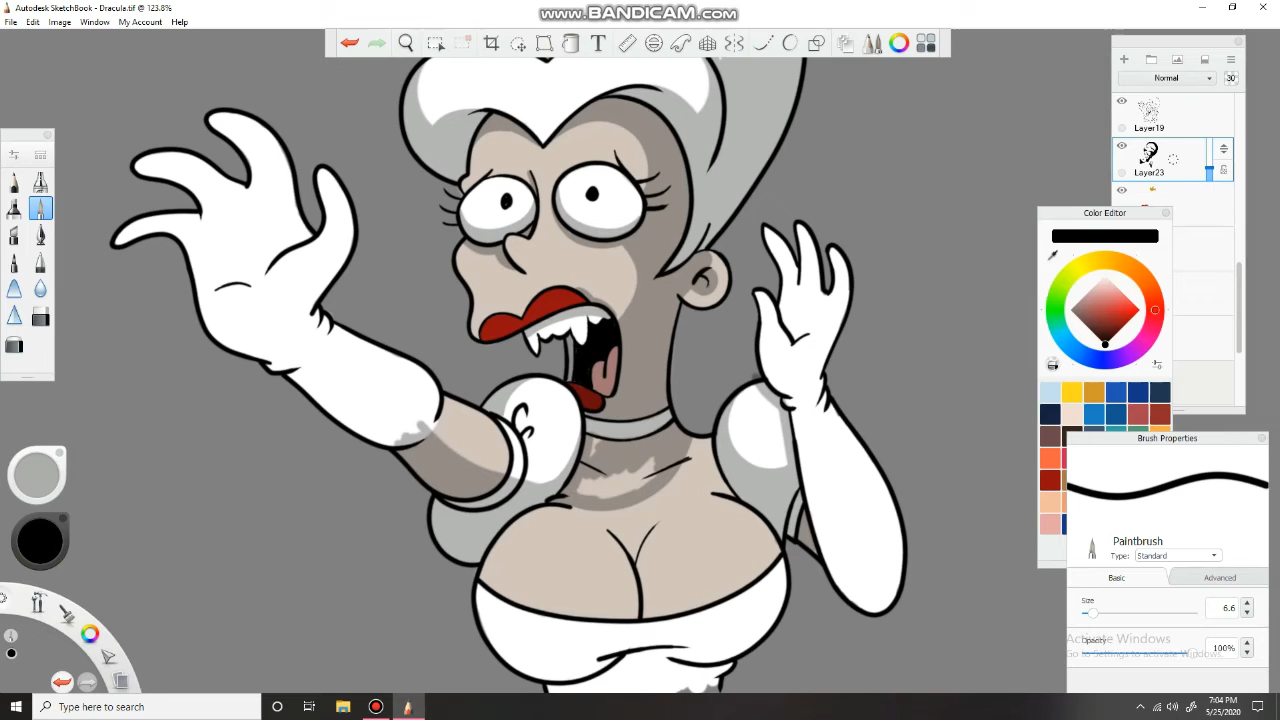 Autodesk SketchBook - Dracula.tif @ 123.8%
www.BANDICAM.com
File Edit Image Window My Account Help
Normal
30
Layer19
Layer23
Color Editor
Brush Properties
Paintbrush
Type: Standard
Basic Advanced
Size
6.6
Opacity
100%
Activate Windows
Go to Settings to activate Windows.
Type here to search
7:04 PM
5/25/2020